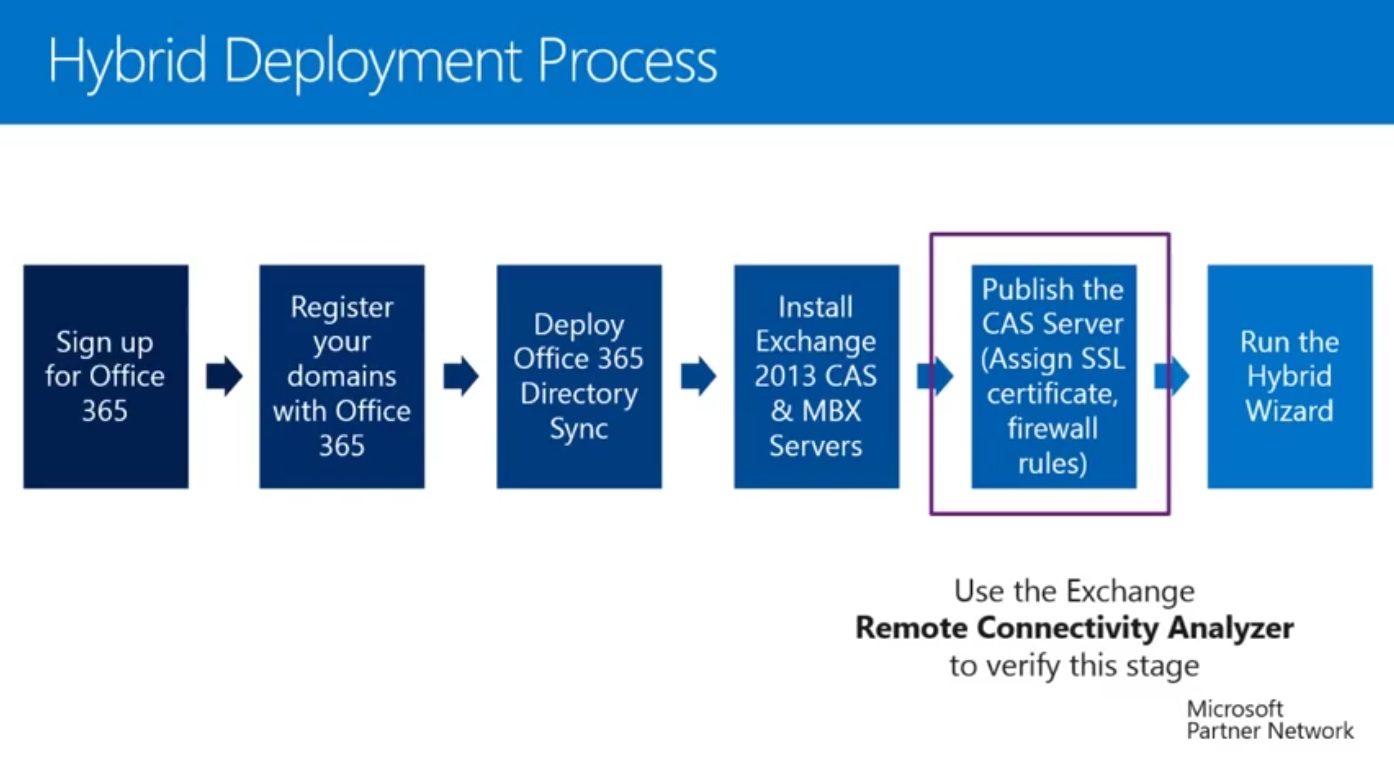 Hybrid Deployment Process
Sign up
for Office
365
Register
your
domains
with Office
365
Deploy
Office 365
Directory
Sync
Install
Exchange
2013 CAS
& MBX
Servers
Publish the
CAS Server
(Assign SSL
certificate,
firewall
rules)
Run the
Hybrid
Wizard
Use the Exchange
Remote Connectivity Analyzer
to verify this stage
Microsoft
Partner Network